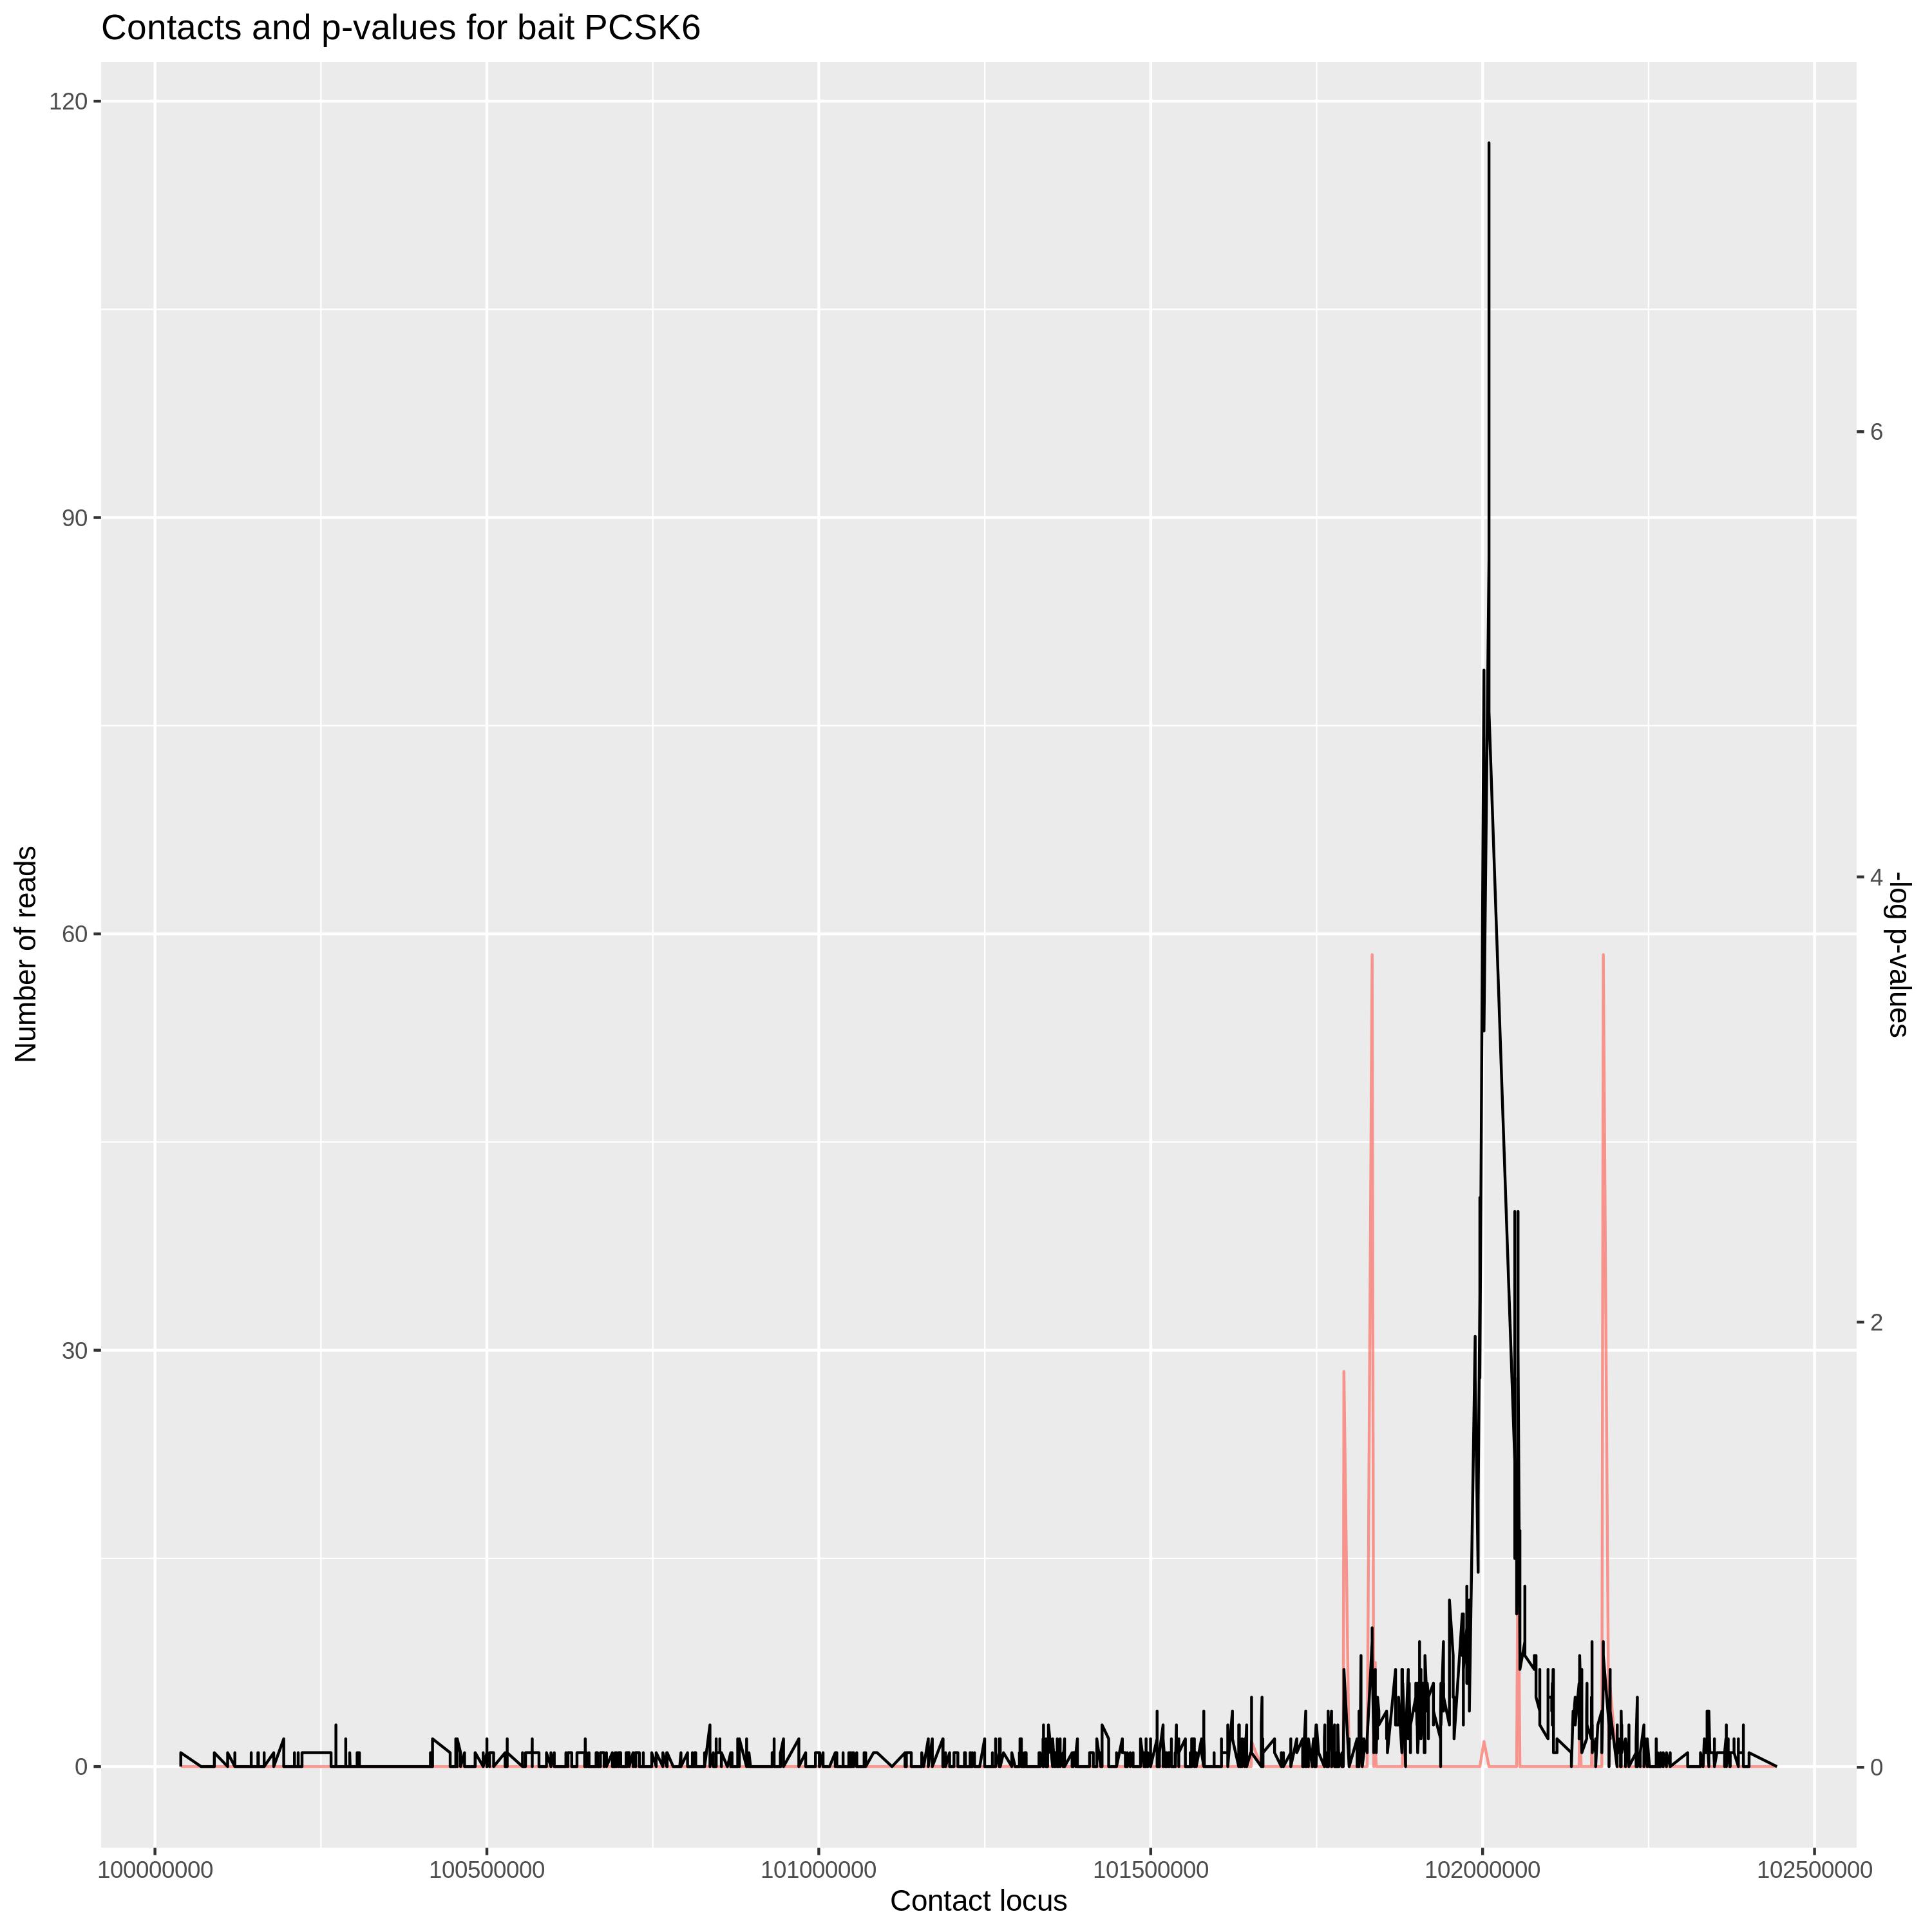 Contacts and p-values for bait PCSK6
120
90
60
30
0
Number of reads
6
4
2
0
-log p-values
100000000 100500000 101000000 101500000 102000000 102500000
Contact locus